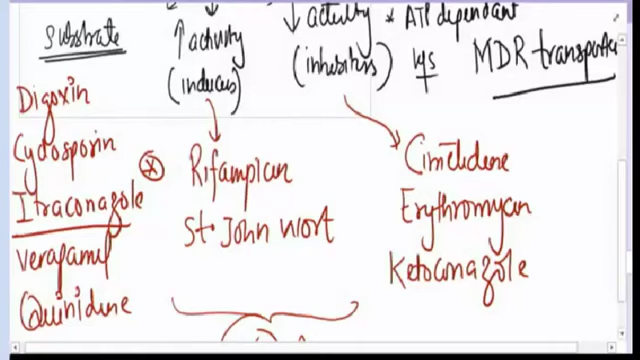 Substrate
Digoxin
Cyclosporin
Itraconazole
Verapamil
Quinidine
↑ activity
(inducers)
Rifampicin
St. John wort
↓ activity
(inhibitors)
Cimetidine
Erythromycin
Ketoconazole
* ATP dependant
MDR transporter